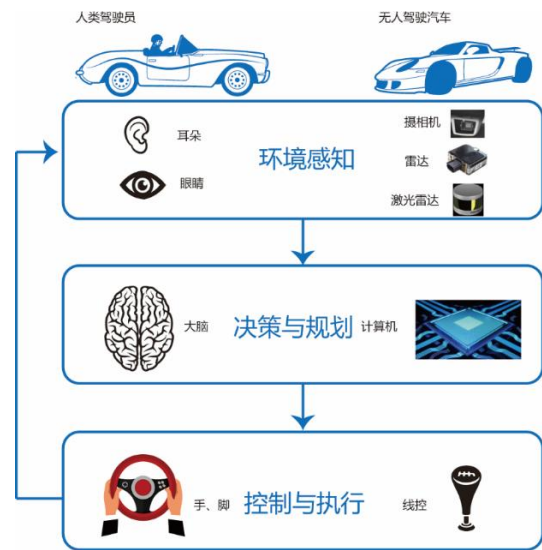 人类驾驶员
无人驾驶汽车
耳朵
眼睛
环境感知
摄相机
雷达
激光雷达
大脑
决策与规划
计算机
手、脚
控制与执行
线控